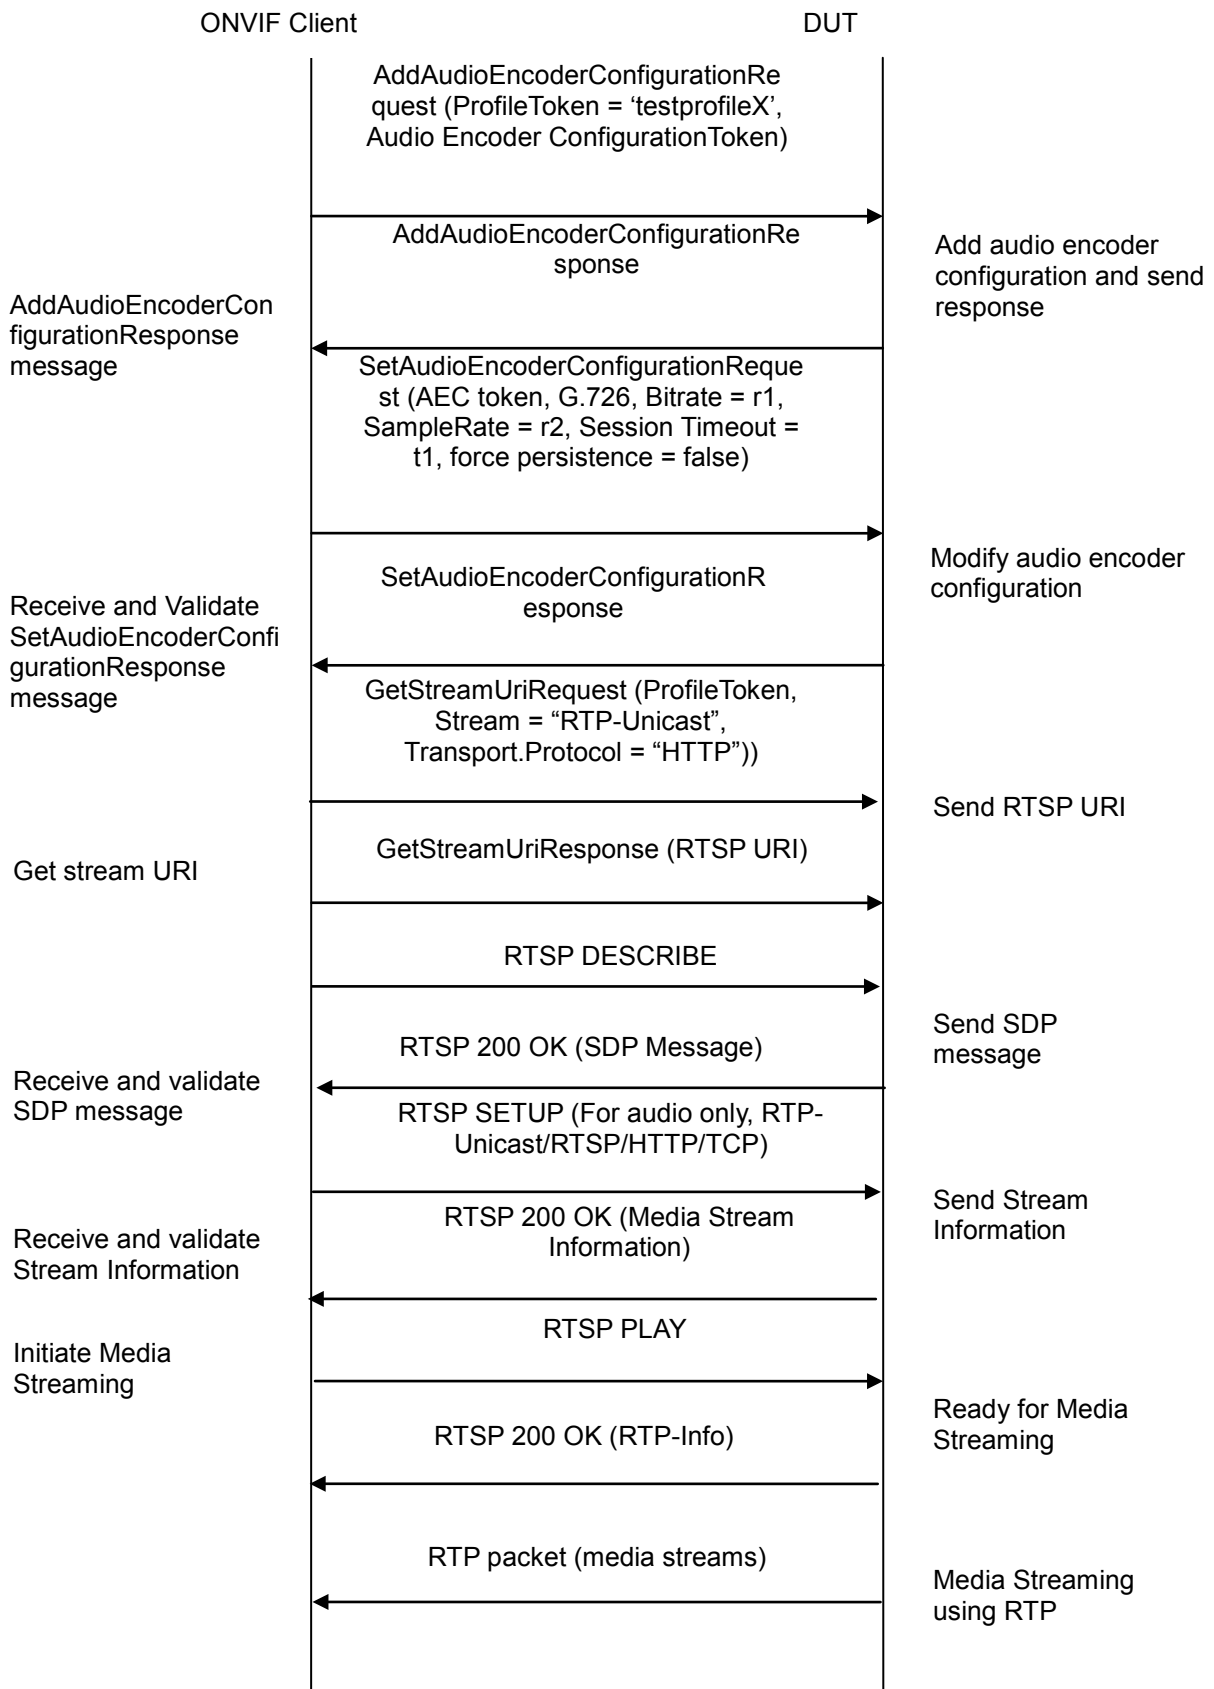 ONVIF Client
DUT
AddAudioEncoderConfigurationRe
quest (ProfileToken = ‘testprofileX’,
Audio Encoder ConfigurationToken)
AddAudioEncoderConfigurationRe
sponse
Add audio encoder
configuration and send
response
AddAudioEncoderCon
figurationResponse
message
SetAudioEncoderConfigurationReque
st (AEC token, G.726, Bitrate = r1,
SampleRate = r2, Session Timeout =
t1, force persistence = false)
Modify audio encoder
configuration
SetAudioEncoderConfigurationR
esponse
Receive and Validate
SetAudioEncoderConfi
gurationResponse
message
GetStreamUriRequest (ProfileToken,
Stream = “RTP-Unicast”,
Transport.Protocol = “HTTP”))
Send RTSP URI
GetStreamUriResponse (RTSP URI)
Get stream URI
RTSP DESCRIBE
Send SDP
message
RTSP 200 OK (SDP Message)
Receive and validate
SDP message
RTSP SETUP (For audio only, RTP-
Unicast/RTSP/HTTP/TCP)
Send Stream
Information
RTSP 200 OK (Media Stream
Information)
Receive and validate
Stream Information
RTSP PLAY
Initiate Media
Streaming
Ready for Media
Streaming
RTSP 200 OK (RTP-Info)
RTP packet (media streams)
Media Streaming
using RTP